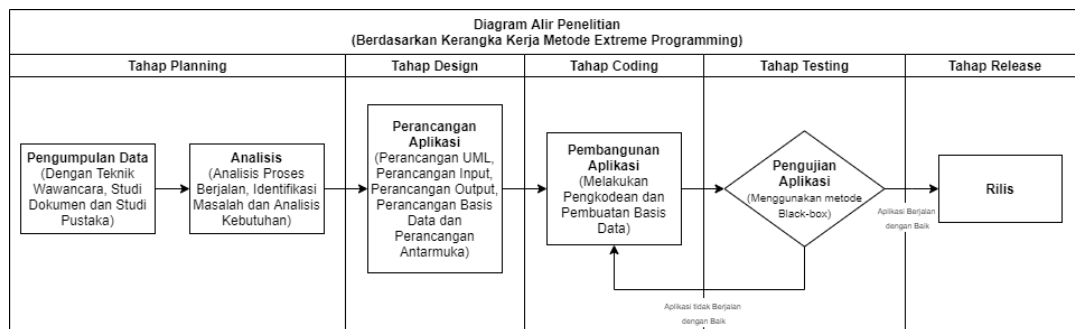 Diagram Alir Penelitian
(Berdasarkan Kerangka Kerja Metode Extreme Programming)
Tahap Planning
Tahap Design
Tahap Coding
Tahap Testing
Tahap Release
Pengumpulan Data
(Dengan Teknik
Wawancara, Studi
Dokumen dan Studi
Pustaka)
Analisis
(Analisis Proses
Berjalan, Identifikasi
Masalah dan Analisis
Kebutuhan)
Perancangan
Aplikasi
(Perancangan UML,
Perancangan Input,
Perancangan Output,
Perancangan Basis
Data dan
Perancangan
Antarmuka)
Pembangunan
Aplikasi
(Melakukan
Pengkodean dan
Pembuatan Basis
Data)
Pengujian
Aplikasi
(Menggunakan metode
Black-box)
Aplikasi Berjalan
dengan Baik
Rilis
Aplikasi tidak Berjalan
dengan Baik